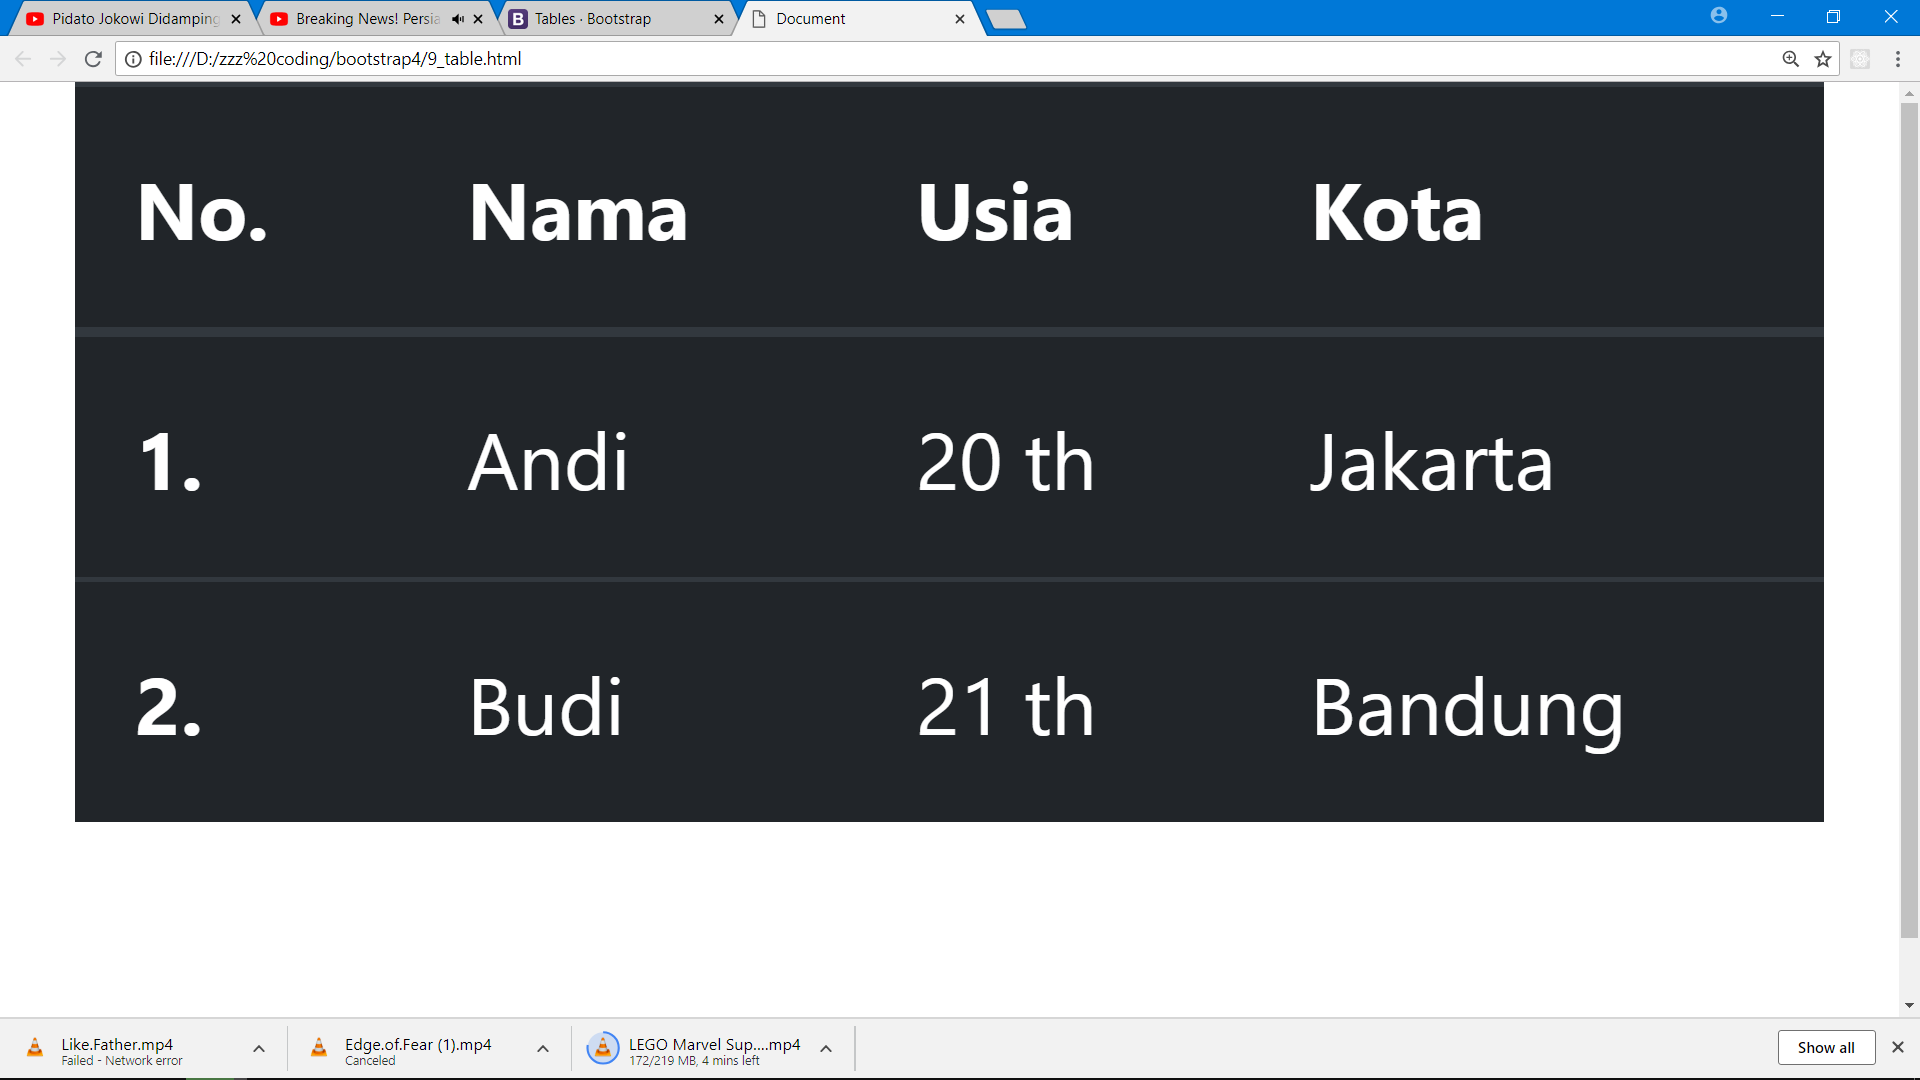 Pidato Jokowi Didamping
Breaking News! Persia
Tables · Bootstrap
Document
file:///D:/zzz%20coding/bootstrap4/9_table.html
No. Nama Usia Kota
1. Andi 20 th Jakarta
2. Budi 21 th Bandung
Like.Father.mp4
Failed - Network error
Edge.of.Fear (1).mp4
Canceled
LEGO Marvel Sup....mp4
172/219 MB, 4 mins left
Show all